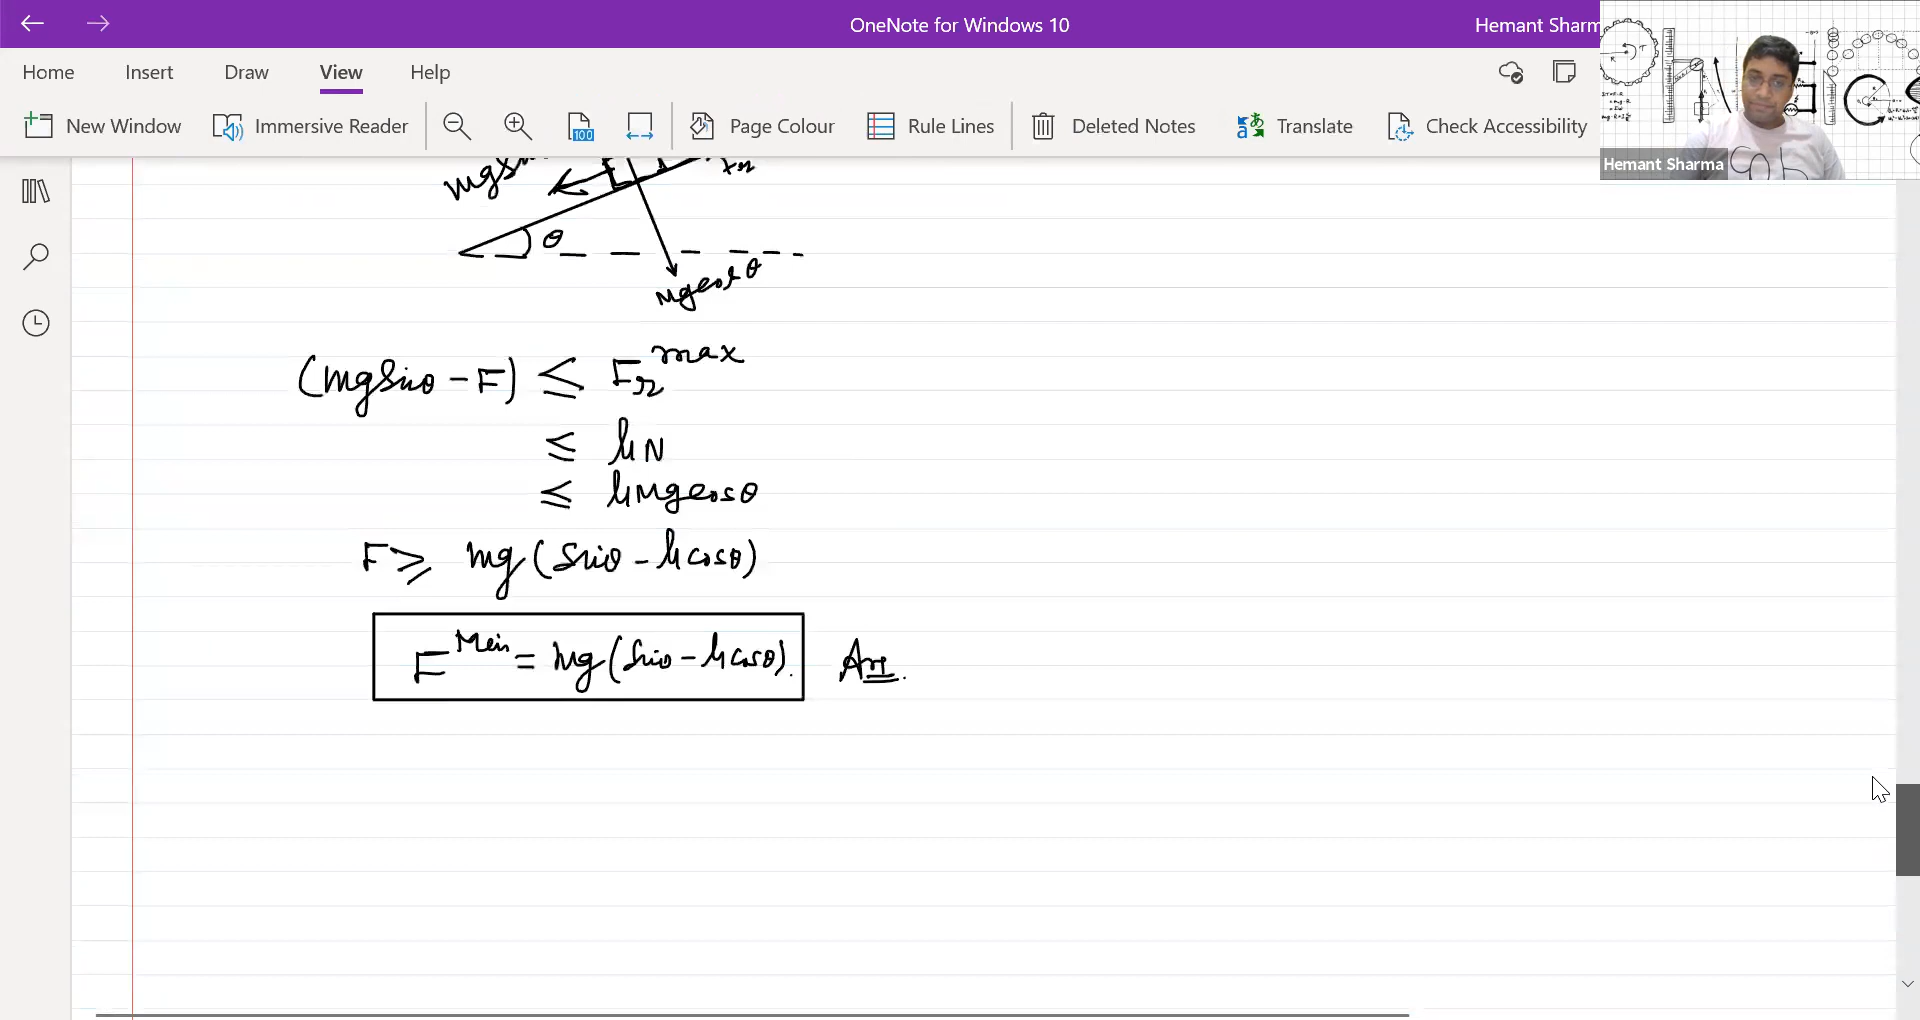 OneNote for Windows 10
Hemant Sharm
Home Insert Draw View Help
New Window Immersive Reader 100 Page Colour Rule Lines Deleted Notes Translate Check Accessibility
Hemant Sharma
θ
mgcosθ
(mgsinθ - F) ≤ Fr max
≤ μN
≤ μmgcosθ
F ≥ mg(sinθ - μcosθ)
F Min = mg(sinθ - μcosθ). Ans.